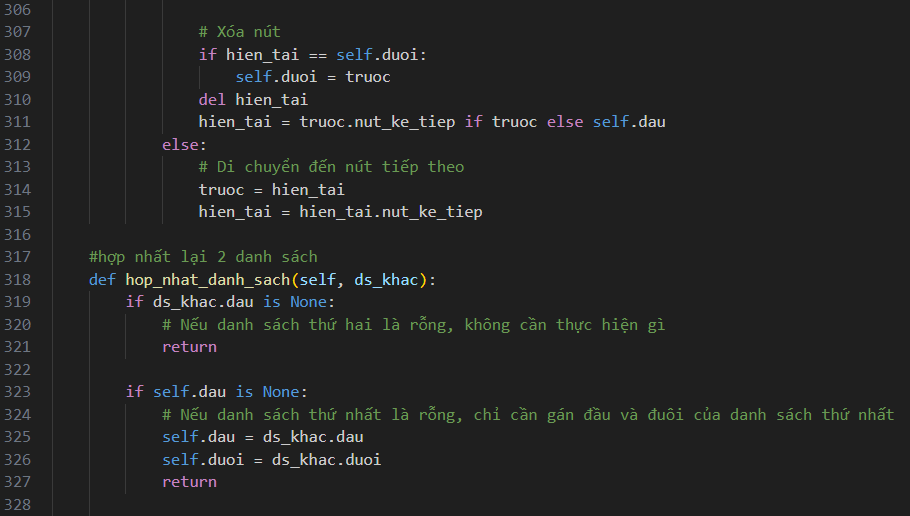 306
307 # Xóa nút
308 if hien_tai == self.duoi:
309 self.duoi = truoc
310 del hien_tai
311 hien_tai = truoc.nut_ke_tiep if truoc else self.dau
312 else:
313 # Di chuyển đến nút tiếp theo
314 truoc = hien_tai
315 hien_tai = hien_tai.nut_ke_tiep
316
317 #hợp nhất lại 2 danh sách
318 def hop_nhat_danh_sach(self, ds_khac):
319 if ds_khac.dau is None:
320 # Nếu danh sách thứ hai là rỗng, không cần thực hiện gì
321 return
322
323 if self.dau is None:
324 # Nếu danh sách thứ nhất là rỗng, chỉ cần gán đầu và đuôi của danh sách thứ nhất
325 self.dau = ds_khac.dau
326 self.duoi = ds_khac.duoi
327 return
328